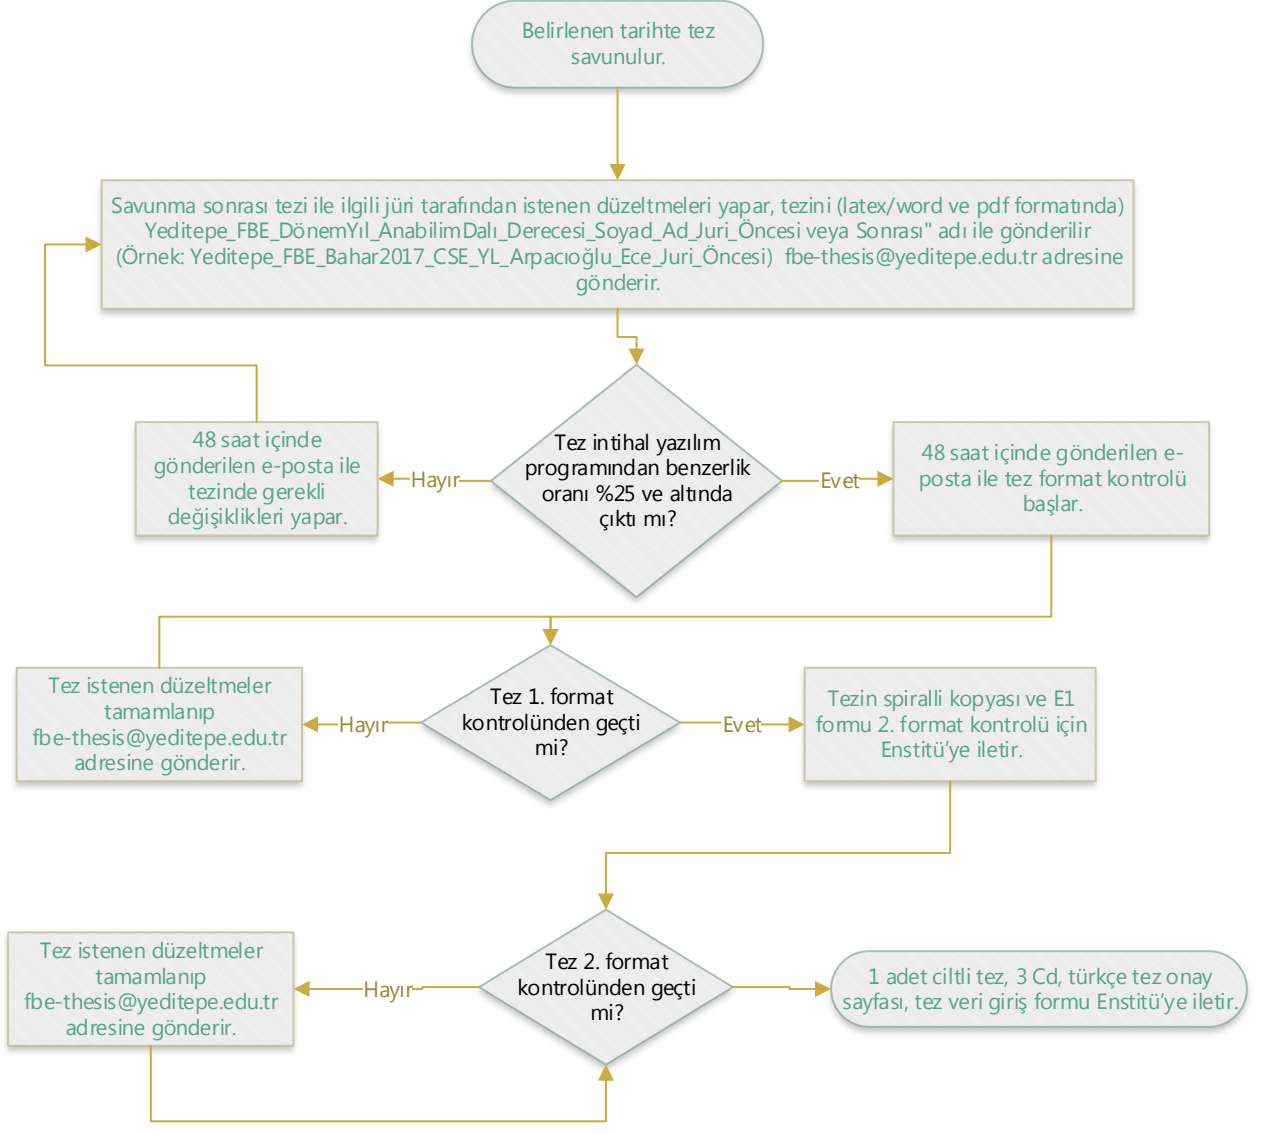 Belirlenen tarihte tez
savunulur.
Savunma sonrası tezi ile ilgili jüri tarafından istenen düzeltmeleri yapar, tezini (latex/word ve pdf formatında)
Yeditepe_FBE_DönemYıl_AnabilimDalı_Derecesi_Soyad_Ad_Juri_Öncesi veya Sonrası" adı ile gönderilir
(Örnek: Yeditepe_FBE_Bahar2017_CSE_YL_Arpacıoğlu_Ece_Juri_Öncesi) fbe-thesis@yeditepe.edu.tr adresine
gönderir.
48 saat içinde
gönderilen e-posta ile
tezinde gerekli
değişiklikleri yapar.
Hayır
Tez intihal yazılım
programından benzerlik
oranı %25 ve altında
çıktı mı?
Evet
48 saat içinde gönderilen e-
posta ile tez format kontrolü
başlar.
Tez istenen düzeltmeler
tamamlanıp
fbe-thesis@yeditepe.edu.tr
adresine gönderir.
Hayır
Tez 1. format
kontrolünden geçti
mi?
Evet
Tezin spiralli kopyası ve E1
formu 2. format kontrolü için
Enstitü'ye iletir.
Tez istenen düzeltmeler
tamamlanıp
fbe-thesis@yeditepe.edu.tr
adresine gönderir.
Hayır
Tez 2. format
kontrolünden geçti
mi?
1 adet ciltli tez, 3 Cd, türkçe tez onay
sayfası, tez veri giriş formu Enstitü'ye iletir.